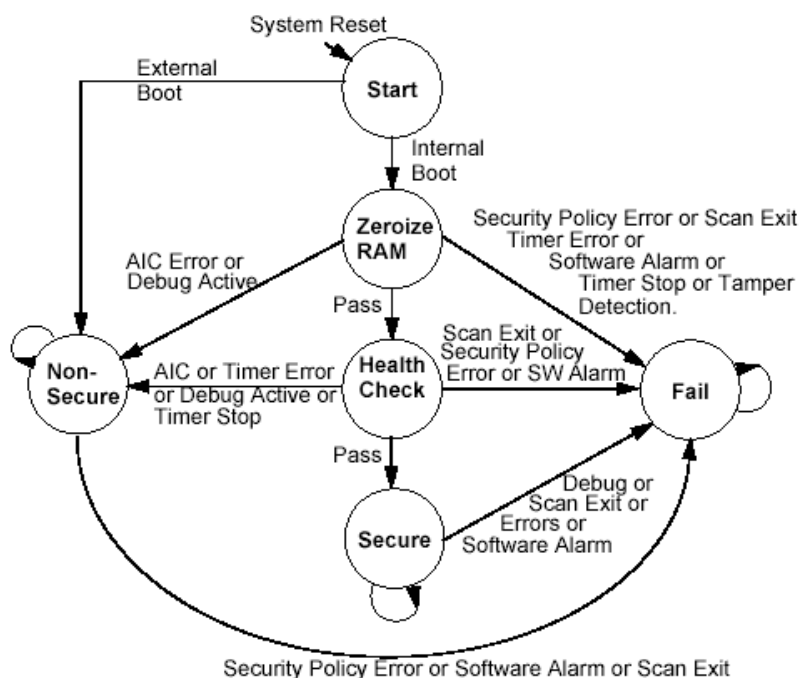 System Reset
External
Boot
Start
Internal
Boot
Zeroize
RAM
Security Policy Error or Scan Exit
Timer Error or
Software Alarm or
Timer Stop or Tamper
Detection.
AIC Error or
Debug Active
Pass
Scan Exit or
Security Policy
Error or SW Alarm
Non-
Secure
AIC or Timer Error
or Debug Active or
Timer Stop
Health
Check
Fail
Pass
Debug or
Scan Exit or
Errors or
Software Alarm
Secure
Security Policy Error or Software Alarm or Scan Exit